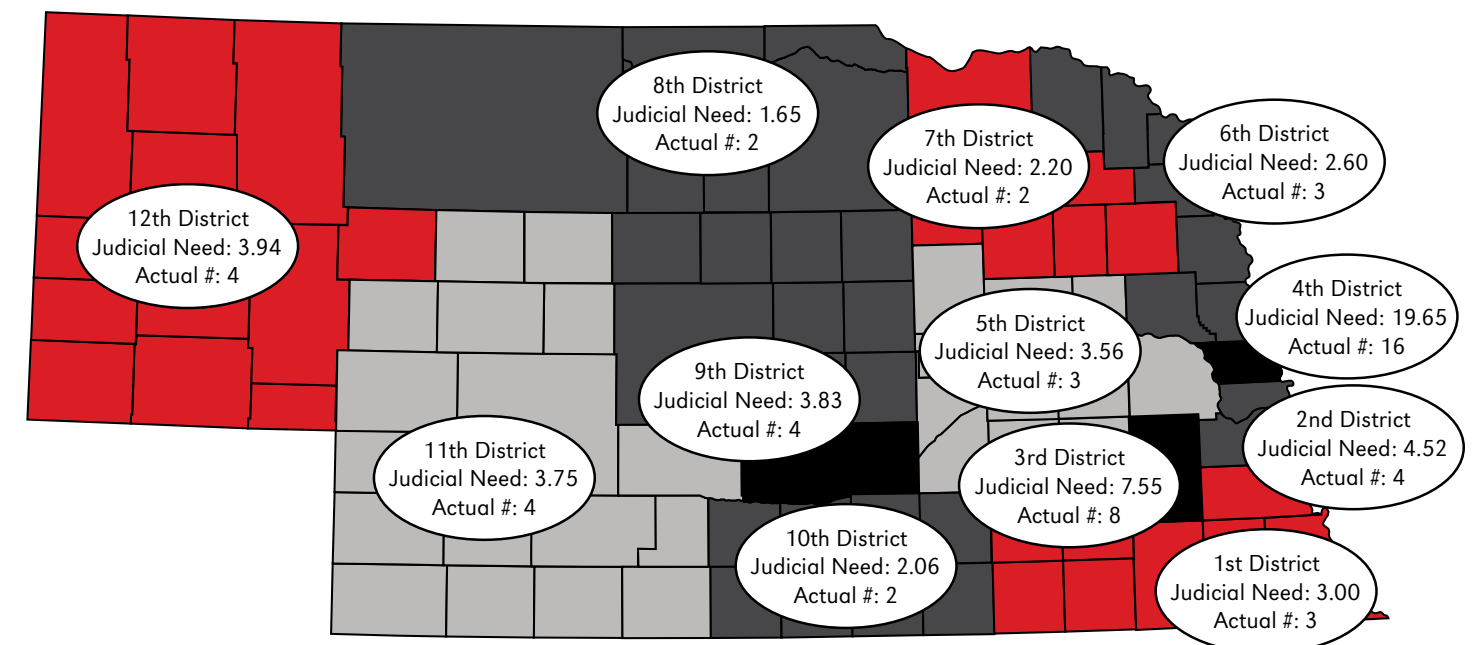 8th District
Judicial Need: 1.65
Actual #: 2
7th District
Judicial Need: 2.20
Actual #: 2
6th District
Judicial Need: 2.60
Actual #: 3
12th District
Judicial Need: 3.94
Actual #: 4
4th District
Judicial Need: 19.65
Actual #: 16
5th District
Judicial Need: 3.56
Actual #: 3
9th District
Judicial Need: 3.83
Actual #: 4
2nd District
Judicial Need: 4.52
Actual #: 4
11th District
Judicial Need: 3.75
Actual #: 4
3rd District
Judicial Need: 7.55
Actual #: 8
10th District
Judicial Need: 2.06
Actual #: 2
1st District
Judicial Need: 3.00
Actual #: 3